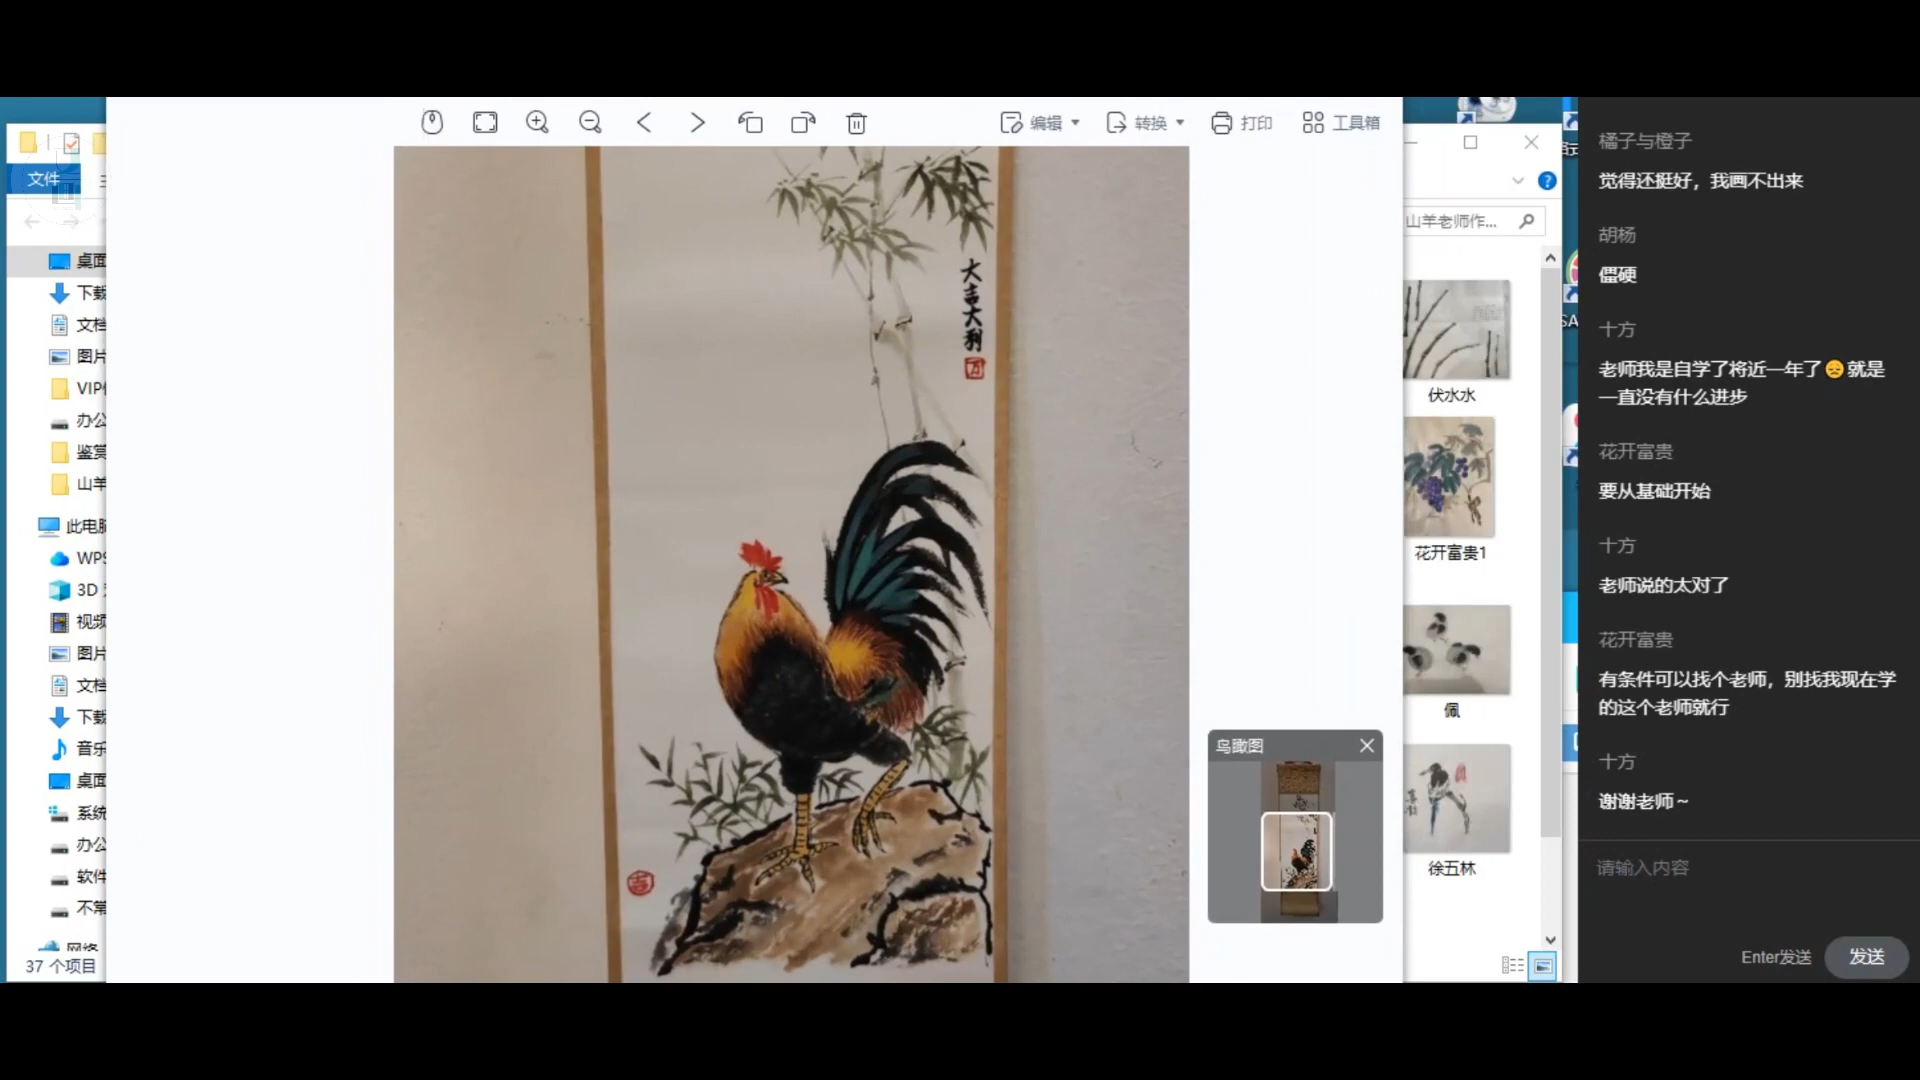 编辑
转换
打印
工具箱
文件
桌面
下载
文档
图片
VIP
办公
鉴赏
山羊
此电脑
WPS
3D
视频
图片
文档
下载
音乐
桌面
系统
办公
软件
不常
网络
37 个项目
大吉大利
鸟瞰图
山羊老师作...
伏水水
花开富贵1
佩
徐五林
橘子与橙子
觉得还挺好，我画不出来
胡杨
僵硬
十方
老师我是自学了将近一年了😔就是
一直没有什么进步
花开富贵
要从基础开始
十方
老师说的太对了
花开富贵
有条件可以找个老师，别找我现在学
的这个老师就行
十方
谢谢老师~
请输入内容
Enter发送
发送